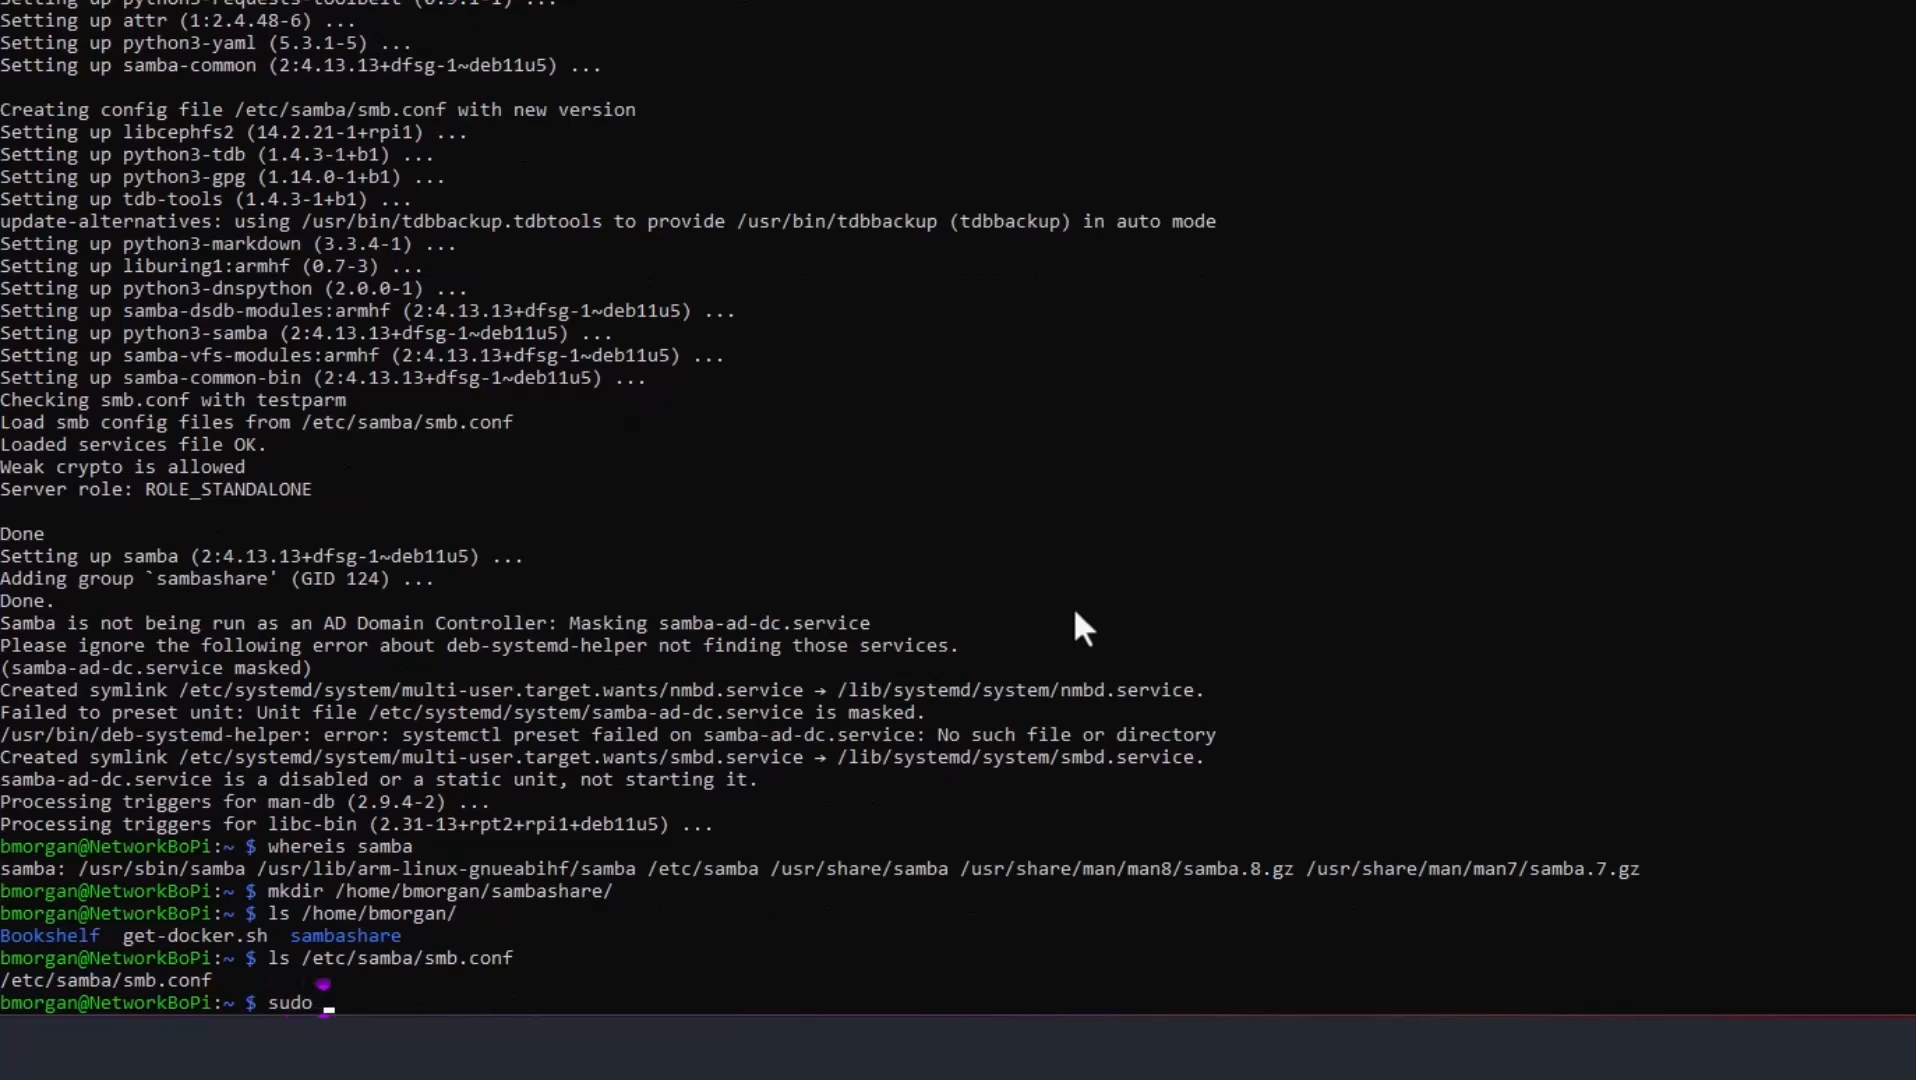 Setting up python3-requests-toolbelt (0.9.1-1) ...
Setting up attr (1:2.4.48-6) ...
Setting up python3-yaml (5.3.1-5) ...
Setting up samba-common (2:4.13.13+dfsg-1~deb11u5) ...
Creating config file /etc/samba/smb.conf with new version
Setting up libcephfs2 (14.2.21-1+rpi1) ...
Setting up python3-tdb (1.4.3-1+b1) ...
Setting up python3-gpg (1.14.0-1+b1) ...
Setting up tdb-tools (1.4.3-1+b1) ...
update-alternatives: using /usr/bin/tdbbackup.tdbtools to provide /usr/bin/tdbbackup (tdbbackup) in auto mode
Setting up python3-markdown (3.3.4-1) ...
Setting up liburing1:armhf (0.7-3) ...
Setting up python3-dnspython (2.0.0-1) ...
Setting up samba-dsdb-modules:armhf (2:4.13.13+dfsg-1~deb11u5) ...
Setting up python3-samba (2:4.13.13+dfsg-1~deb11u5) ...
Setting up samba-vfs-modules:armhf (2:4.13.13+dfsg-1~deb11u5) ...
Setting up samba-common-bin (2:4.13.13+dfsg-1~deb11u5) ...
Checking smb.conf with testparm
Load smb config files from /etc/samba/smb.conf
Loaded services file OK.
Weak crypto is allowed
Server role: ROLE_STANDALONE
Done
Setting up samba (2:4.13.13+dfsg-1~deb11u5) ...
Adding group `sambashare' (GID 124) ...
Done.
Samba is not being run as an AD Domain Controller: Masking samba-ad-dc.service
Please ignore the following error about deb-systemd-helper not finding those services.
(samba-ad-dc.service masked)
Created symlink /etc/systemd/system/multi-user.target.wants/nmbd.service → /lib/systemd/system/nmbd.service.
Failed to preset unit: Unit file /etc/systemd/system/samba-ad-dc.service is masked.
/usr/bin/deb-systemd-helper: error: systemctl preset failed on samba-ad-dc.service: No such file or directory
Created symlink /etc/systemd/system/multi-user.target.wants/smbd.service → /lib/systemd/system/smbd.service.
samba-ad-dc.service is a disabled or a static unit, not starting it.
Processing triggers for man-db (2.9.4-2) ...
Processing triggers for libc-bin (2.31-13+rpt2+rpi1+deb11u5) ...
bmorgan@NetworkBoPi:~ $ whereis samba
samba: /usr/sbin/samba /usr/lib/arm-linux-gnueabihf/samba /etc/samba /usr/share/samba /usr/share/man/man8/samba.8.gz /usr/share/man/man7/samba.7.gz
bmorgan@NetworkBoPi:~ $ mkdir /home/bmorgan/sambashare/
bmorgan@NetworkBoPi:~ $ ls /home/bmorgan/
Bookshelf  get-docker.sh  sambashare
bmorgan@NetworkBoPi:~ $ ls /etc/samba/smb.conf
/etc/samba/smb.conf
bmorgan@NetworkBoPi:~ $ sudo